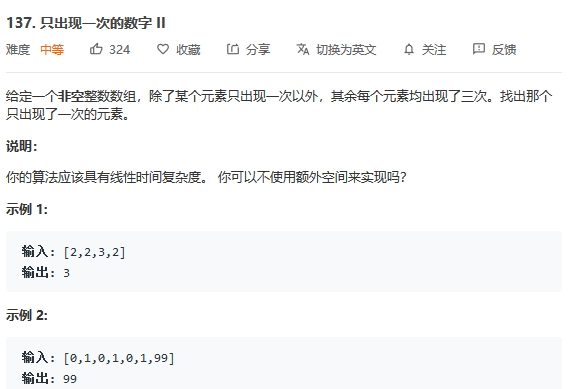 137. 只出现一次的数字 II
难度 中等 324 收藏 分享 切换为英文 关注 反馈
给定一个非空整数数组，除了某个元素只出现一次以外，其余每个元素均出现了三次。找出那个
只出现了一次的元素。
说明：
你的算法应该具有线性时间复杂度。 你可以不使用额外空间来实现吗？
示例 1:
输入: [2,2,3,2]
输出: 3
示例 2:
输入: [0,1,0,1,0,1,99]
输出: 99